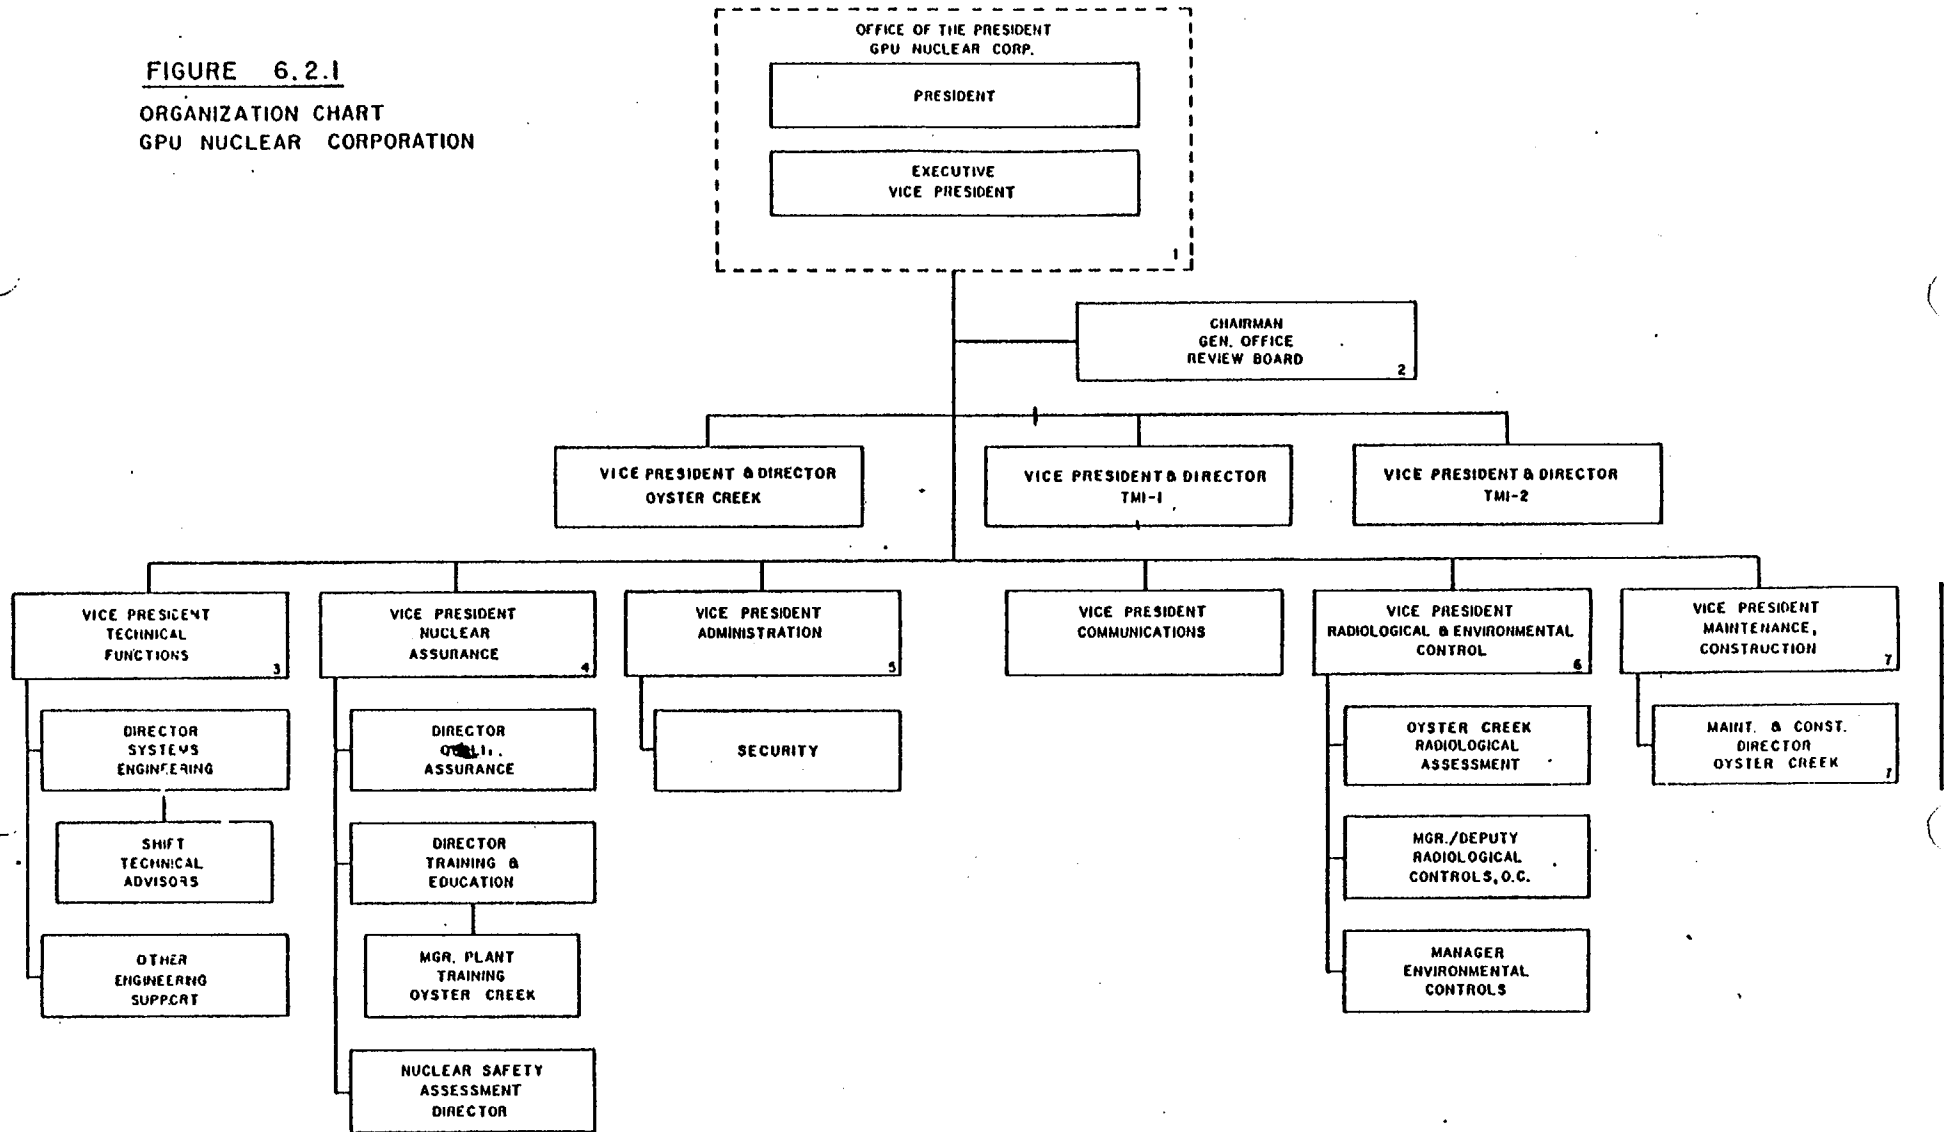 FIGURE 6.2.1
ORGANIZATION CHART
GPU NUCLEAR CORPORATION
OFFICE OF THE PRESIDENT
GPU NUCLEAR CORP.
PRESIDENT
EXECUTIVE
VICE PRESIDENT
1
CHAIRMAN
GEN. OFFICE
REVIEW BOARD
2
VICE PRESIDENT & DIRECTOR
OYSTER CREEK
VICE PRESIDENT & DIRECTOR
TMI-1
VICE PRESIDENT & DIRECTOR
TMI-2
VICE PRESIDENT
TECHNICAL
FUNCTIONS
3
VICE PRESIDENT
NUCLEAR
ASSURANCE
4
VICE PRESIDENT
ADMINISTRATION
5
VICE PRESIDENT
COMMUNICATIONS
VICE PRESIDENT
RADIOLOGICAL & ENVIRONMENTAL
CONTROL
6
VICE PRESIDENT
MAINTENANCE,
CONSTRUCTION
7
DIRECTOR
SYSTEMS
ENGINEERING
SHIFT
TECHNICAL
ADVISORS
OTHER
ENGINEERING
SUPPORT
DIRECTOR
ASSURANCE
DIRECTOR
TRAINING &
EDUCATION
MGR. PLANT
TRAINING
OYSTER CREEK
NUCLEAR SAFETY
ASSESSMENT
DIRECTOR
SECURITY
OYSTER CREEK
RADIOLOGICAL
ASSESSMENT
MGR./DEPUTY
RADIOLOGICAL
CONTROLS, O.C.
MANAGER
ENVIRONMENTAL
CONTROLS
MAINT. & CONST.
DIRECTOR
OYSTER CREEK